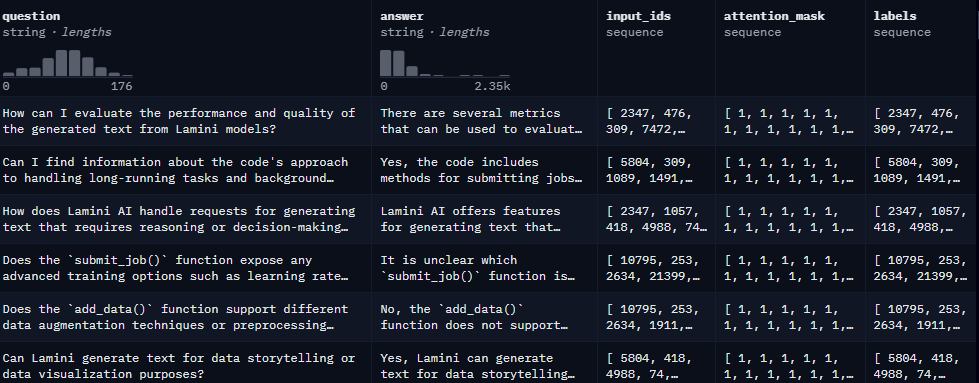 question answer input_ids attention_mask labels
string · lengths string · lengths sequence sequence sequence
0 176 0 2.35k
How can I evaluate the performance and quality of There are several metrics [ 2347, 476, [ 1, 1, 1, 1, 1, [ 2347, 476,
the generated text from Lamini models? that can be used to evaluat… 309, 7472,… 1, 1, 1, 1, 1, 1,… 309, 7472,…
Can I find information about the code's approach Yes, the code includes [ 5804, 309, [ 1, 1, 1, 1, 1, [ 5804, 309,
to handling long-running tasks and background… methods for submitting jobs… 1089, 1491,… 1, 1, 1, 1, 1, 1,… 1089, 1491,…
How does Lamini AI handle requests for generating Lamini AI offers features [ 2347, 1057, [ 1, 1, 1, 1, 1, [ 2347, 1057,
text that requires reasoning or decision-making… for generating text that… 418, 4988, 74… 1, 1, 1, 1, 1, 1,… 418, 4988,…
Does the `submit_job()` function expose any It is unclear which [ 10795, 253, [ 1, 1, 1, 1, 1, [ 10795, 253,
advanced training options such as learning rate… `submit_job()` function is… 2634, 21399,… 1, 1, 1, 1, 1, 1,… 2634, 21399,…
Does the `add_data()` function support different No, the `add_data()` [ 10795, 253, [ 1, 1, 1, 1, 1, [ 10795, 253,
data augmentation techniques or preprocessing… function does not support… 2634, 1911,… 1, 1, 1, 1, 1, 1,… 2634, 1911,…
Can Lamini generate text for data storytelling or Yes, Lamini can generate [ 5804, 418, [ 1, 1, 1, 1, 1, [ 5804, 418,
data visualization purposes? text for data storytelling… 4988, 74,… 1, 1, 1, 1, 1, 1,… 4988, 74,…